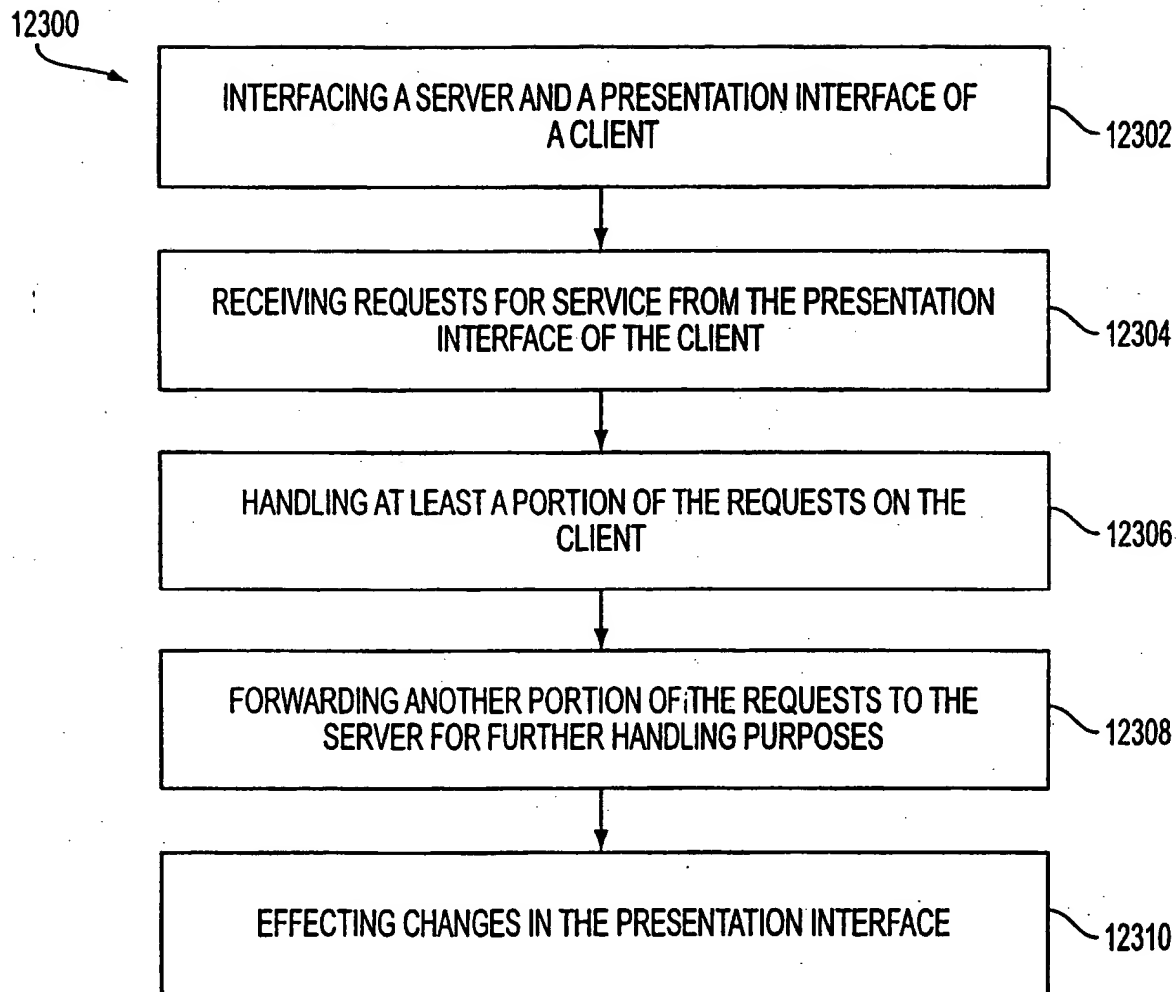 12300
INTERFACING A SERVER AND A PRESENTATION INTERFACE OF
A CLIENT
12302
RECEIVING REQUESTS FOR SERVICE FROM THE PRESENTATION
INTERFACE OF THE CLIENT
12304
HANDLING AT LEAST A PORTION OF THE REQUESTS ON THE
CLIENT
12306
FORWARDING ANOTHER PORTION OF THE REQUESTS TO THE
SERVER FOR FURTHER HANDLING PURPOSES
12308
EFFECTING CHANGES IN THE PRESENTATION INTERFACE
12310